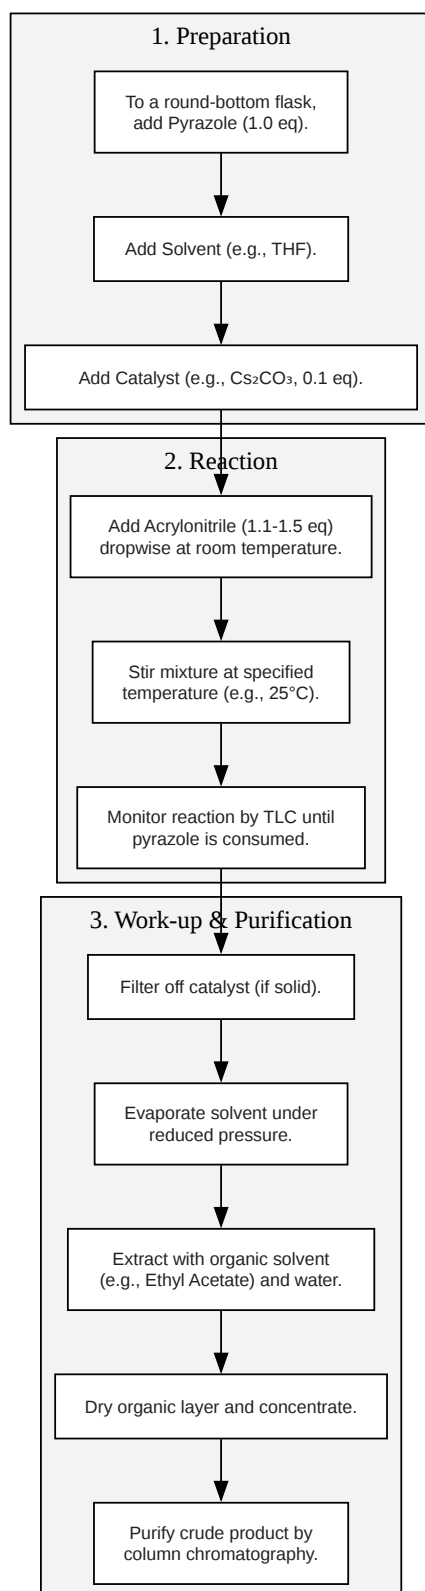 1. Preparation
To a round-bottom flask,
add Pyrazole (1.0 eq).
Add Solvent (e.g., THF).
Add Catalyst (e.g., Cs₂CO₃, 0.1 eq).
2. Reaction
Add Acrylonitrile (1.1-1.5 eq)
dropwise at room temperature.
Stir mixture at specified
temperature (e.g., 25°C).
Monitor reaction by TLC until
pyrazole is consumed.
3. Work-up & Purification
Filter off catalyst (if solid).
Evaporate solvent under
reduced pressure.
Extract with organic solvent
(e.g., Ethyl Acetate) and water.
Dry organic layer and concentrate.
Purify crude product by
column chromatography.